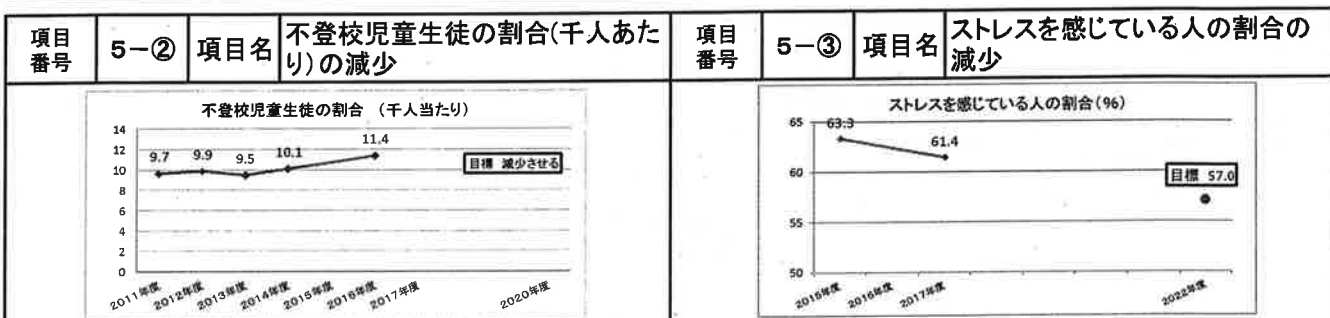 項目番号
5-②
項目名
不登校児童生徒の割合(千人あた
り)の減少
不登校児童生徒の割合 (千人当たり)
14
12
10
8
6
4
2
0
9.7
9.9
9.5
10.1
11.4
目標 減少させる
2011年度
2012年度
2013年度
2014年度
2015年度
2016年度
2017年度
2020年度
項目番号
5-③
項目名
ストレスを感じている人の割合の
減少
ストレスを感じている人の割合(%)
65
60
55
50
63.3
61.4
目標 57.0
2015年度
2016年度
2017年度
2022年度